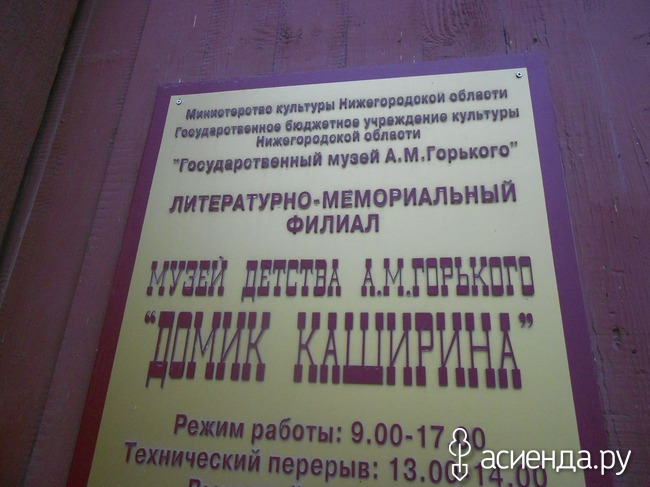 Министерство культуры Нижегородской области
Государственное бюджетное учреждение культуры
Нижегородской области
"Государственный музей А.М.Горького"
ЛИТЕРАТУРНО-МЕМОРИАЛЬНЫЙ
ФИЛИАЛ
МУЗЕЙ ДЕТСТВА А.М.ГОРЬКОГО
"ДОМИК КАШИРИНА"
Режим работы: 9.00-17.00
Технический перерыв: 13.00-14.00
асиенда.ру